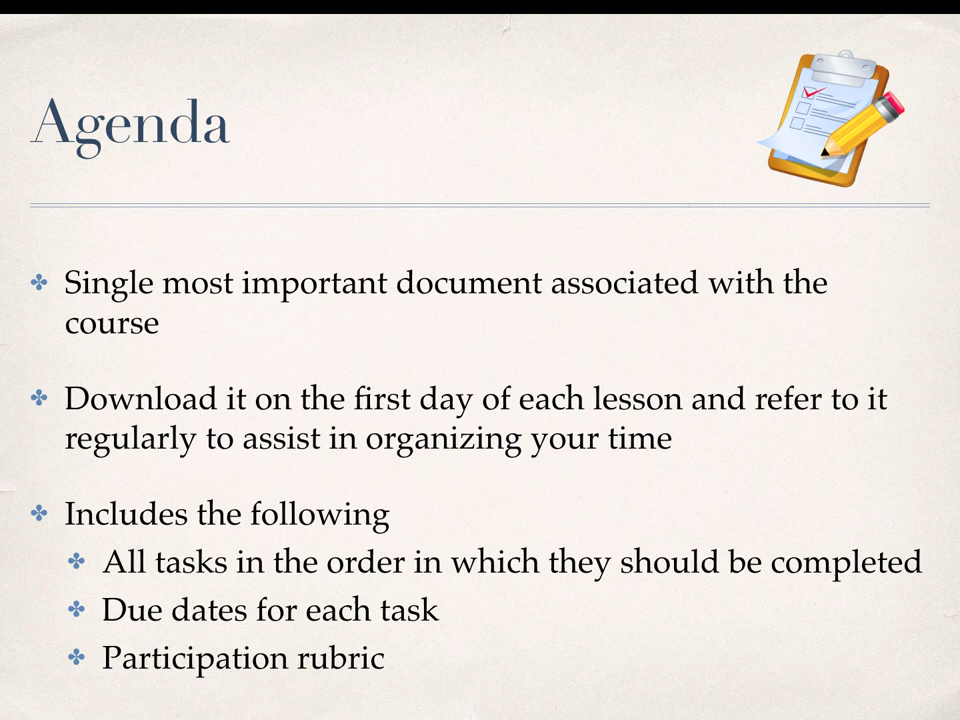 Agenda
Single most important document associated with the
course
Download it on the first day of each lesson and refer to it
regularly to assist in organizing your time
Includes the following
All tasks in the order in which they should be completed
Due dates for each task
Participation rubric